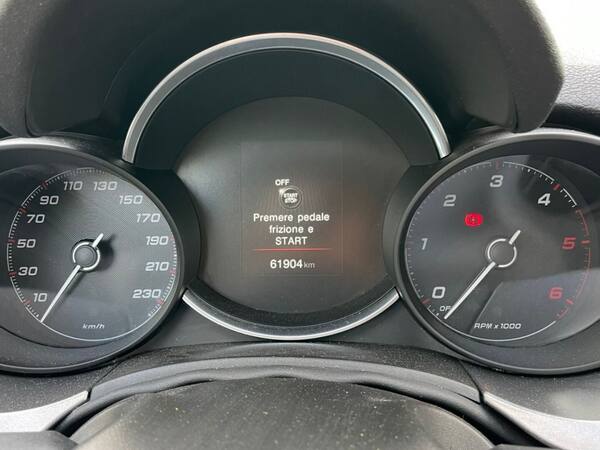 OFF
START
STOP
Premere pedale
frizione e
START
61904 km
10
30
50
70
90
110
130
150
170
190
210
230
km/h
0
1
2
3
4
5
6
OFF
RPM x 1000